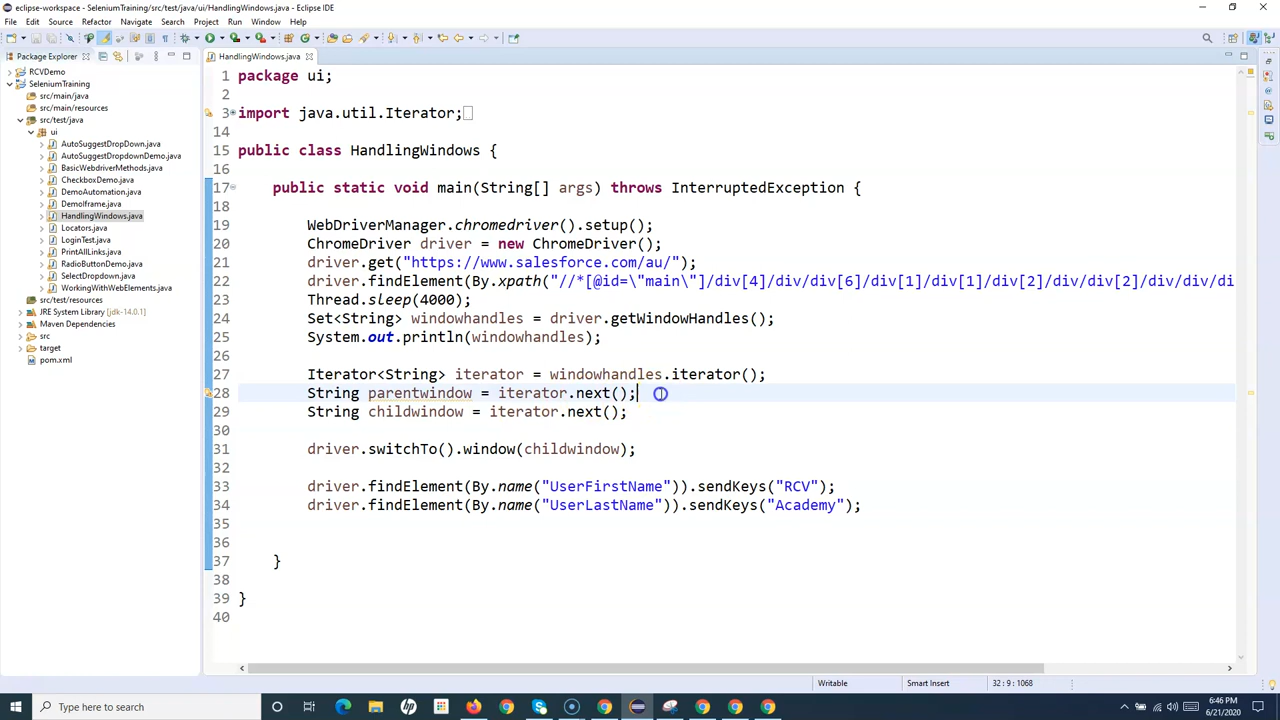 eclipse-workspace - SeleniumTraining/src/test/java/ui/HandlingWindows.java - Eclipse IDE
File Edit Source Refactor Navigate Search Project Run Window Help
Package Explorer
HandlingWindows.java
RCVDemo
SeleniumTraining
src/main/java
src/main/resources
src/test/java
ui
AutoSuggestDropDown.java
AutoSuggestDropdownDemo.java
BasicWebdriverMethods.java
CheckboxDemo.java
DemoAutomation.java
DemoIframe.java
HandlingWindows.java
Locators.java
LoginTest.java
PrintAllLinks.java
RadioButtonDemo.java
SelectDropdown.java
WorkingWithWebElements.java
src/test/resources
JRE System Library [jdk-14.0.1]
Maven Dependencies
src
target
pom.xml
1 package ui;
2
3 import java.util.Iterator;
14
15 public class HandlingWindows {
16
17 public static void main(String[] args) throws InterruptedException {
18
19 WebDriverManager.chromedriver().setup();
20 ChromeDriver driver = new ChromeDriver();
21 driver.get("https://www.salesforce.com/au/");
22 driver.findElement(By.xpath("//*[@id=\"main\"]/div[4]/div/div[6]/div[1]/div[1]/div[2]/div/div[2]/div/div/di
23 Thread.sleep(4000);
24 Set<String> windowhandles = driver.getWindowHandles();
25 System.out.println(windowhandles);
26
27 Iterator<String> iterator = windowhandles.iterator();
28 String parentwindow = iterator.next();
29 String childwindow = iterator.next();
30
31 driver.switchTo().window(childwindow);
32
33 driver.findElement(By.name("UserFirstName")).sendKeys("RCV");
34 driver.findElement(By.name("UserLastName")).sendKeys("Academy");
35
36
37 }
38
39 }
40
Writable Smart Insert 32 : 9 : 1068
Type here to search
6:46 PM
6/21/2020